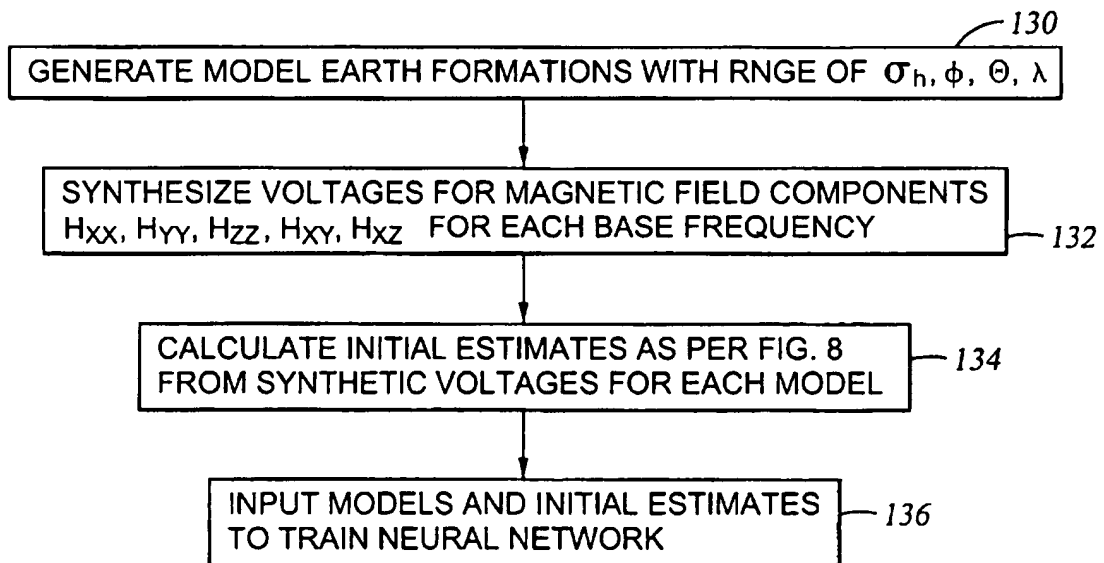 130
GENERATE MODEL EARTH FORMATIONS WITH RNGE OF σh, ϕ, Θ, λ
SYNTHESIZE VOLTAGES FOR MAGNETIC FIELD COMPONENTS
HXX, HYY, HZZ, HXY, HXZ FOR EACH BASE FREQUENCY
132
CALCULATE INITIAL ESTIMATES AS PER FIG. 8
FROM SYNTHETIC VOLTAGES FOR EACH MODEL
134
INPUT MODELS AND INITIAL ESTIMATES
TO TRAIN NEURAL NETWORK
136